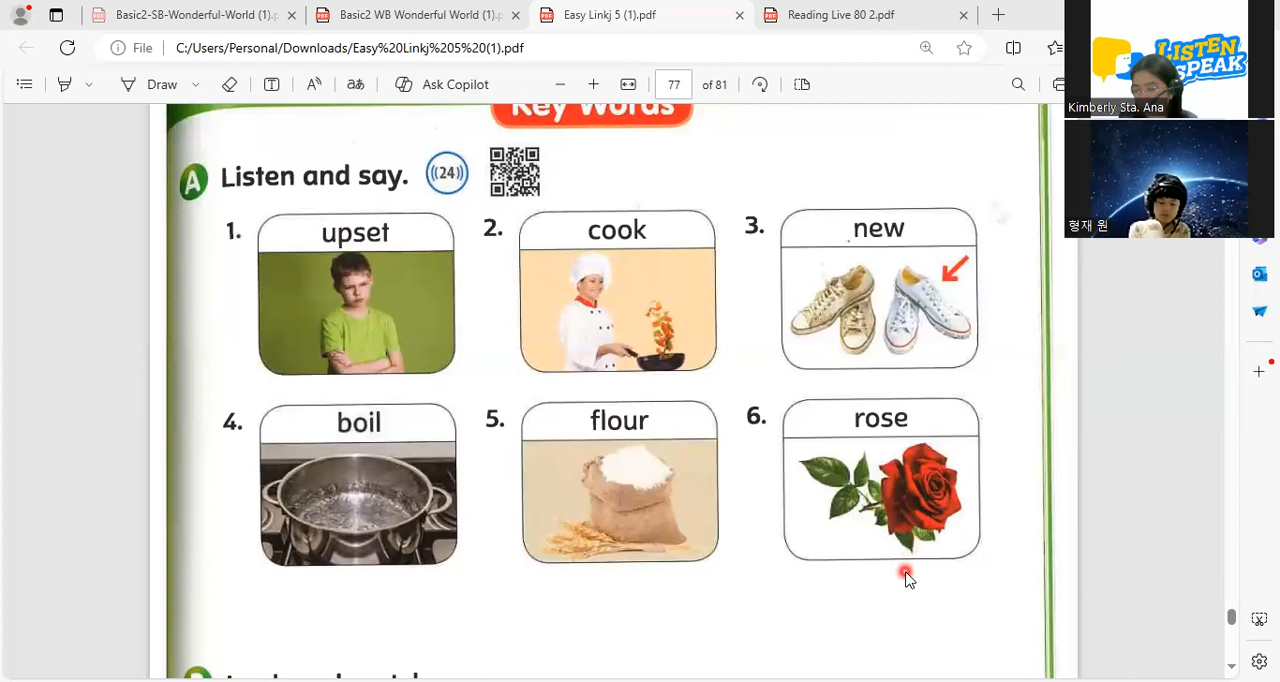 Basic2-SB-Wonderful-World (1).p
Basic2 WB Wonderful World (1).p
Easy Linkj 5 (1).pdf
Reading Live 80 2.pdf
File
C:/Users/Personal/Downloads/Easy%20Linkj%205%20(1).pdf
Draw
aあ
Ask Copilot
77
of 81
LISTEN
SPEAK
Kimberly Sta. Ana
형재 원
Key Words
A Listen and say. 24
1. upset
2. cook
3. new
4. boil
5. flour
6. rose